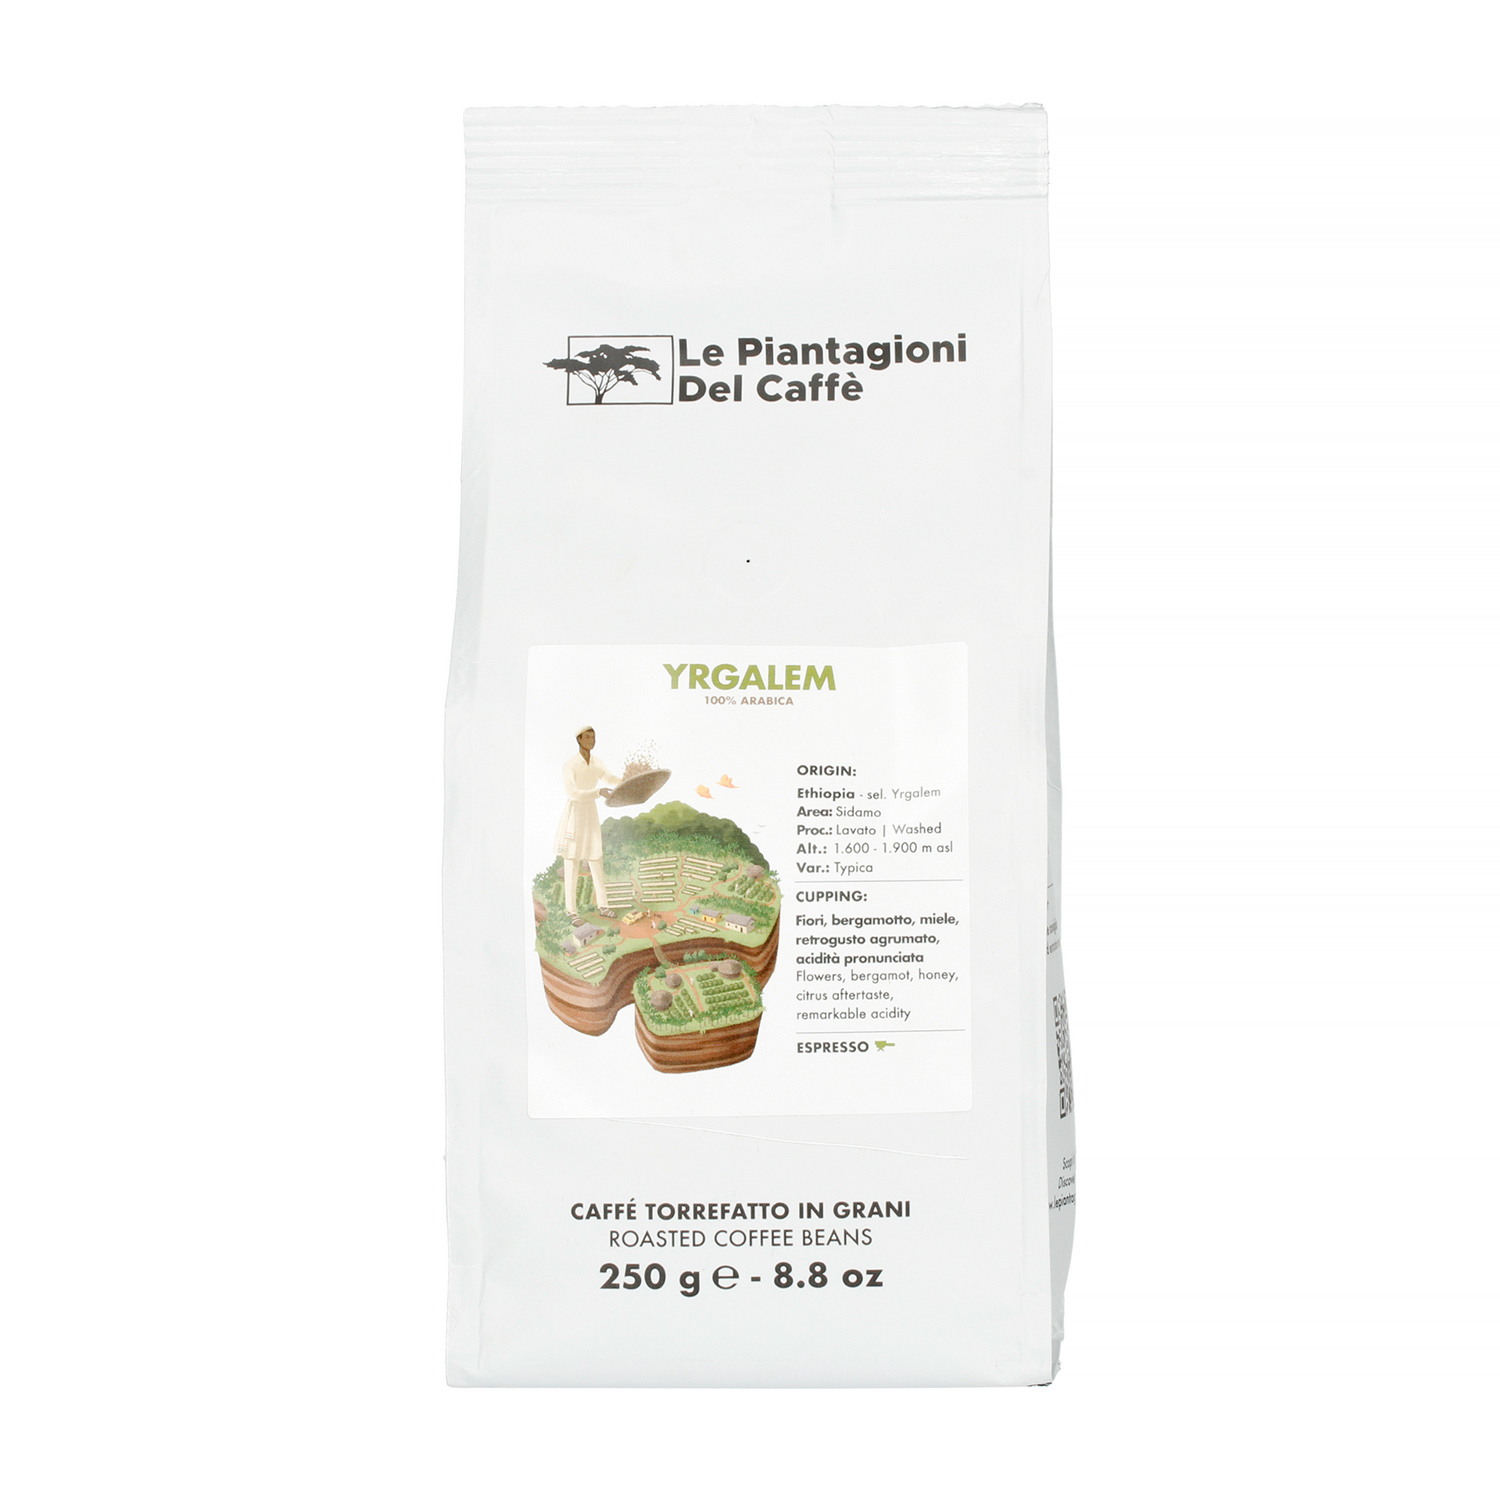 Le Piantagioni
Del Caffè
YRGALEM
100% ARABICA
ORIGIN:
Ethiopia - sel. Yrgalem
Area: Sidamo
Proc.: Lavato | Washed
Alt.: 1.600 - 1.900 m asl
Var.: Typica
CUPPING:
Fiori, bergamotto, miele,
retrogusto agrumato,
acidità pronunciata
Flowers, bergamot, honey,
citrus aftertaste,
remarkable acidity
ESPRESSO
CAFFÉ TORREFATTO IN GRANI
ROASTED COFFEE BEANS
250 g ℮ - 8.8 oz